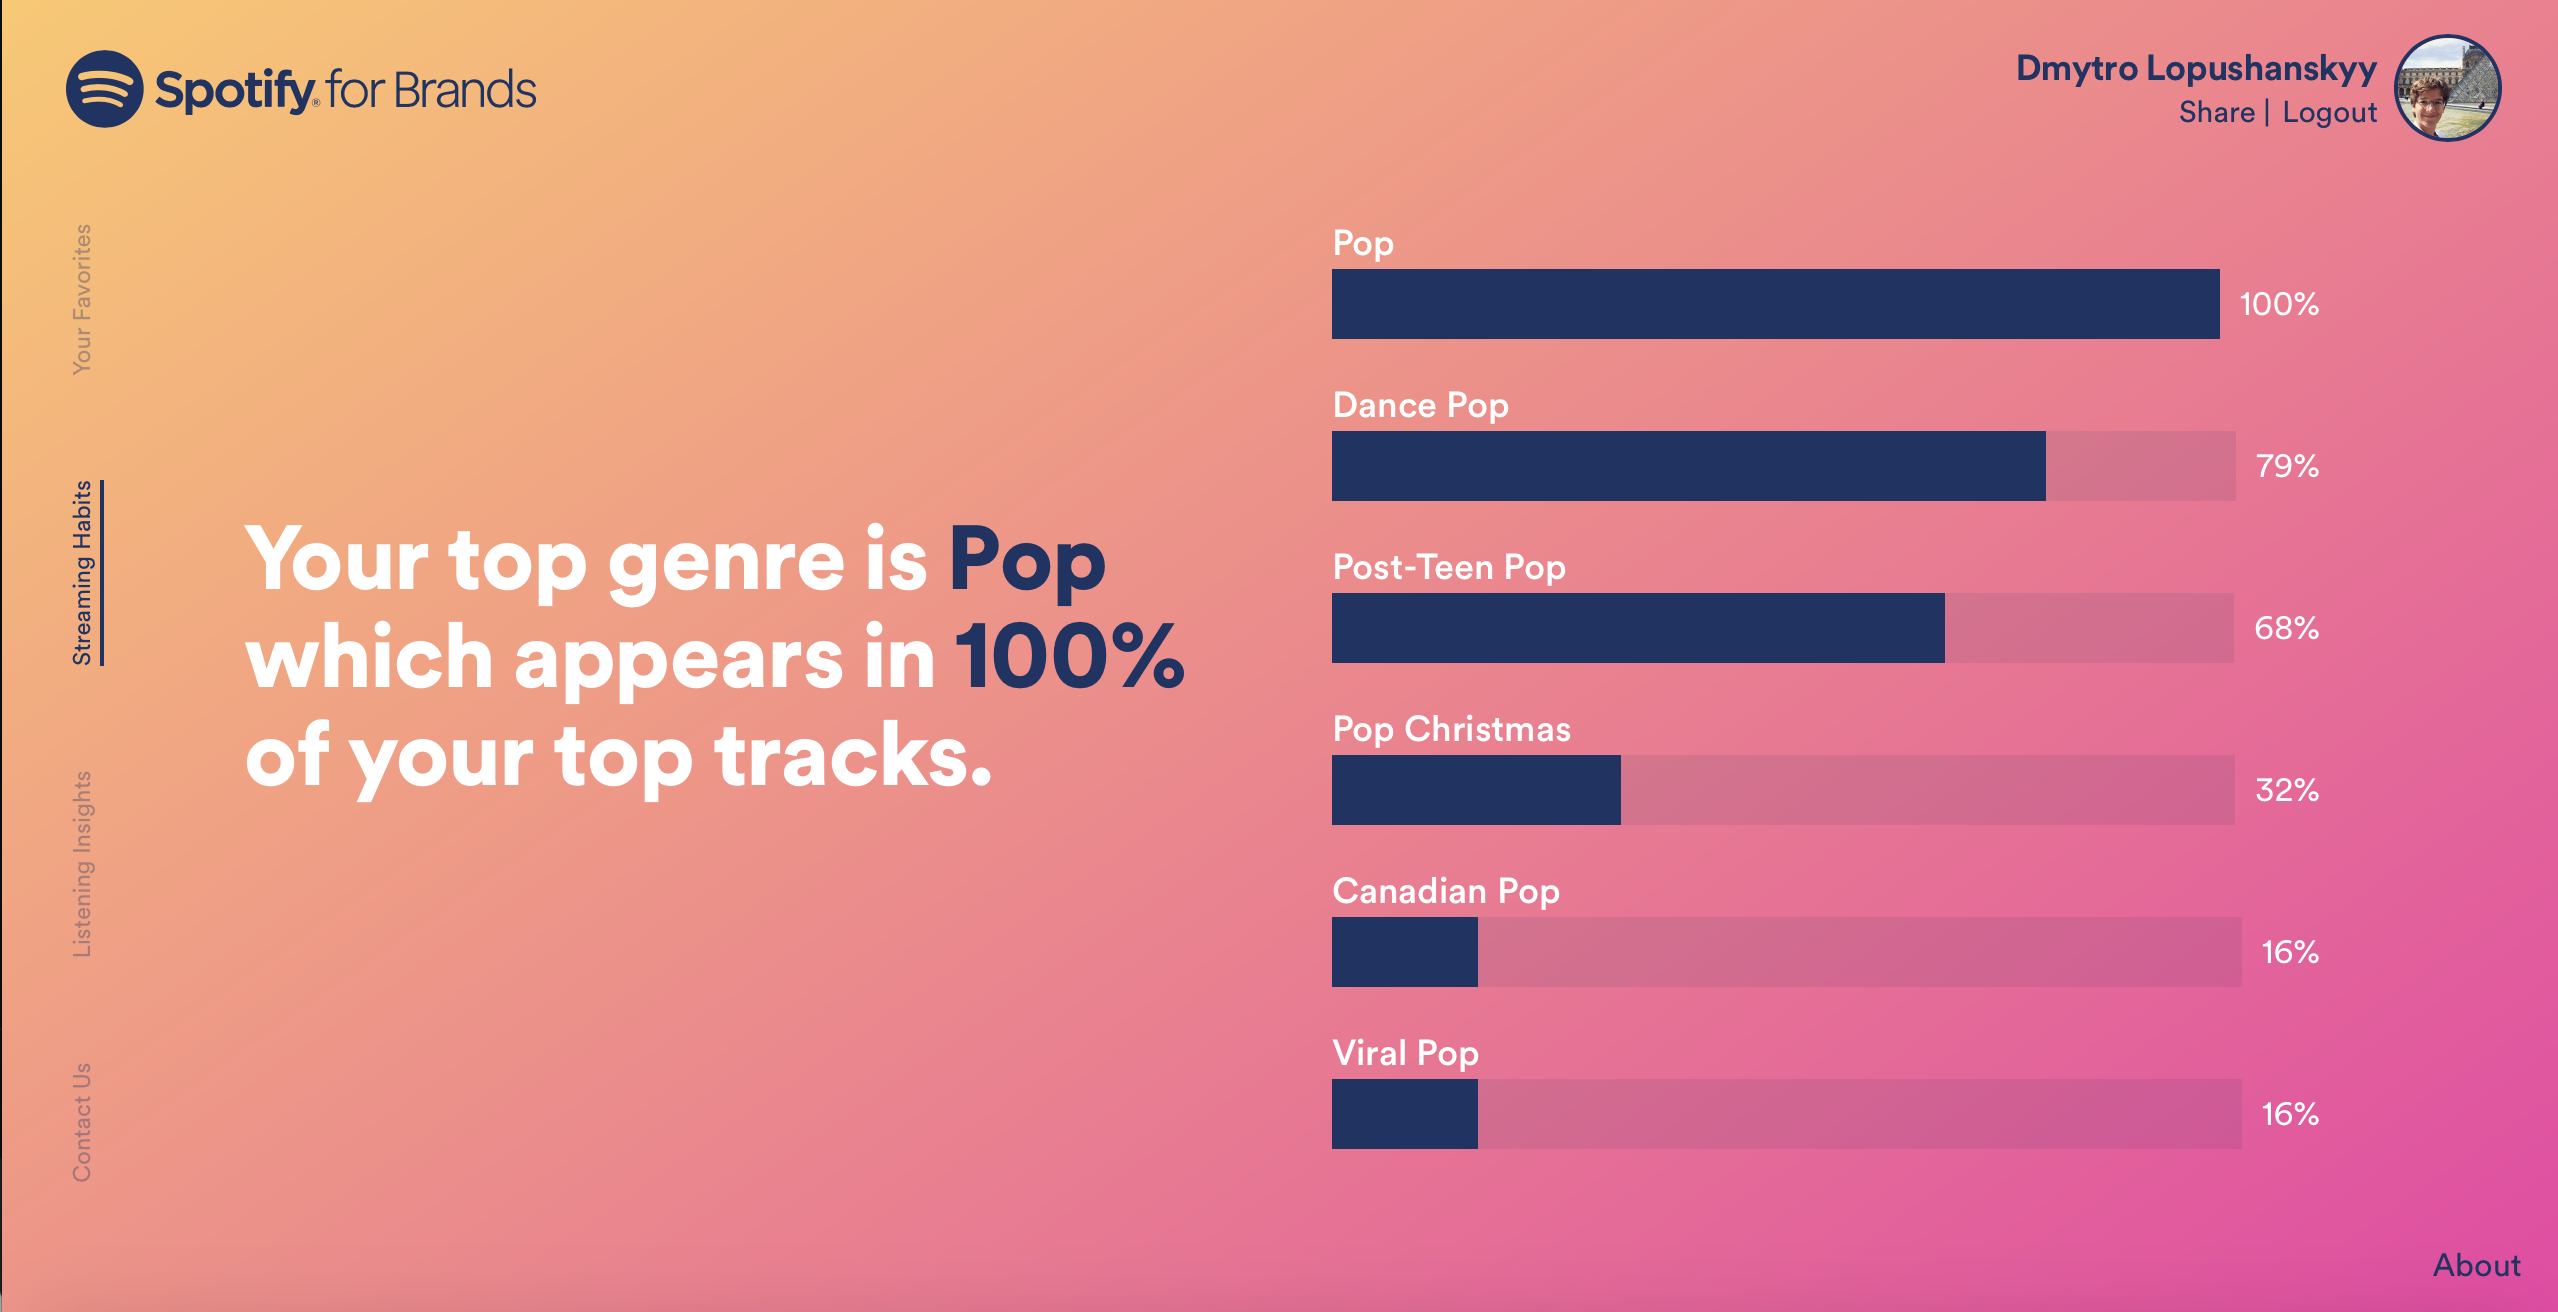 Spotify® for Brands
Dmytro Lopushanskyy
Share | Logout
Your Favorites
Streaming Habits
Listening Insights
Contact Us
Your top genre is Pop
which appears in 100%
of your top tracks.
Pop
100%
Dance Pop
79%
Post-Teen Pop
68%
Pop Christmas
32%
Canadian Pop
16%
Viral Pop
16%
About